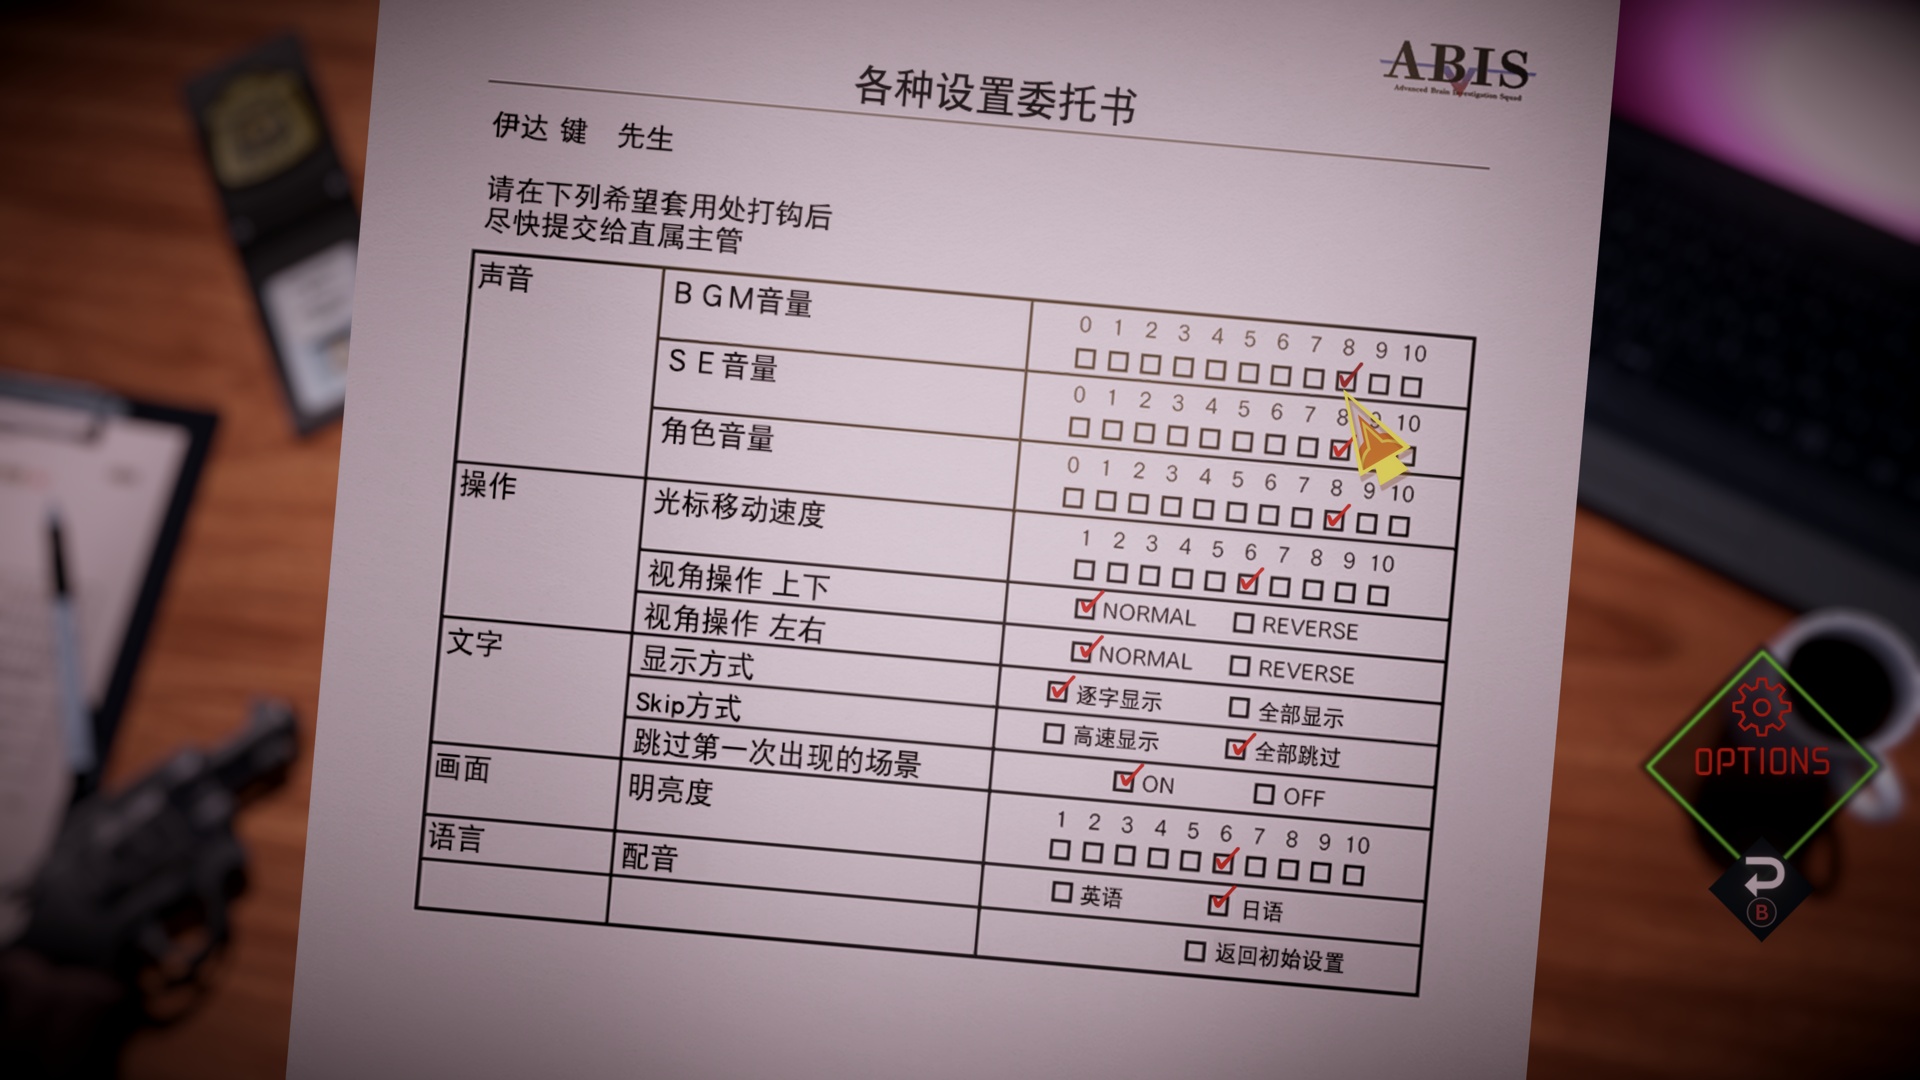 ABIS
Advanced Brain Investigation Squad
各种设置委托书
伊达 键 先生
请在下列希望套用处打钩后
尽快提交给直属主管
声音
BGM音量
0 1 2 3 4 5 6 7 8 9 10
SE音量
0 1 2 3 4 5 6 7 8 9 10
角色音量
0 1 2 3 4 5 6 7 8 9 10
操作
光标移动速度
1 2 3 4 5 6 7 8 9 10
视角操作 上下
NORMAL REVERSE
视角操作 左右
NORMAL REVERSE
文字
显示方式
逐字显示 全部显示
Skip方式
高速显示 全部跳过
跳过第一次出现的场景
ON OFF
画面
明亮度
1 2 3 4 5 6 7 8 9 10
语言
配音
英语 日语
返回初始设置
OPTIONS
B